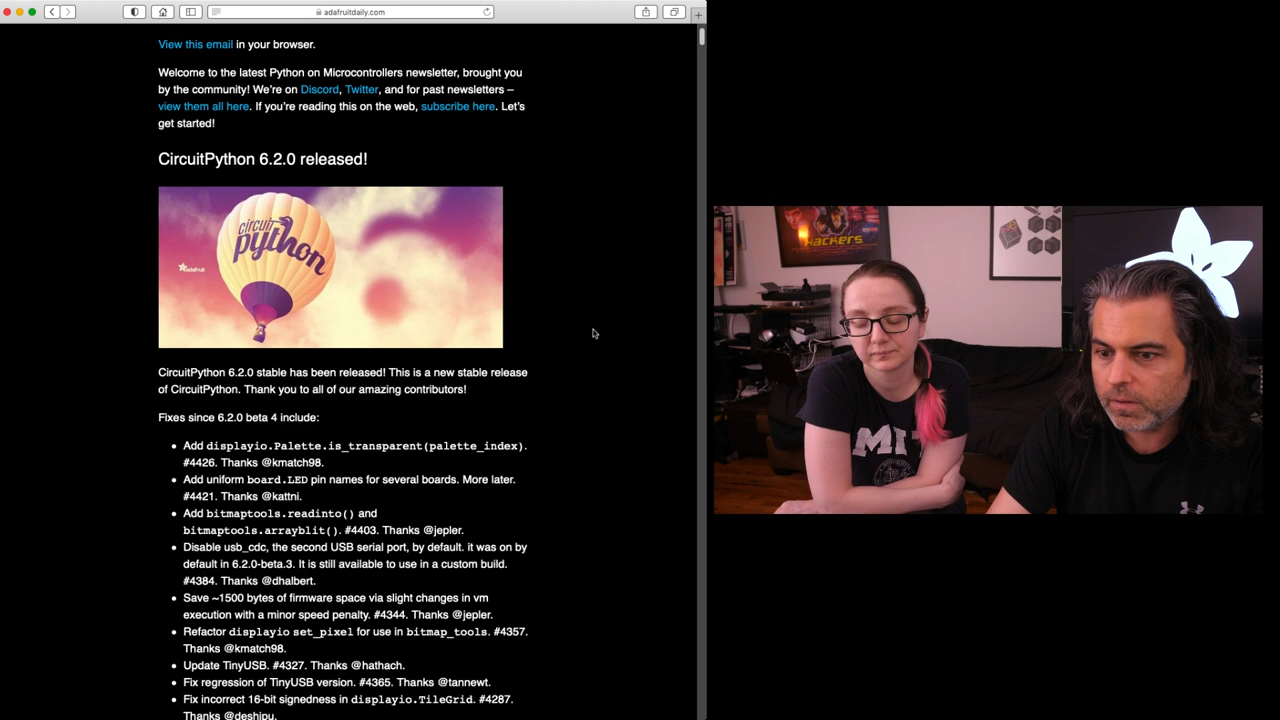 adafruitdaily.com
View this email in your browser.
Welcome to the latest Python on Microcontrollers newsletter, brought you
by the community! We're on Discord, Twitter, and for past newsletters –
view them all here. If you're reading this on the web, subscribe here. Let's
get started!
CircuitPython 6.2.0 released!
circuit
python
adafruit
CircuitPython 6.2.0 stable has been released! This is a new stable release
of CircuitPython. Thank you to all of our amazing contributors!
Fixes since 6.2.0 beta 4 include:
• Add displayio.Palette.is_transparent(palette_index).
#4426. Thanks @kmatch98.
• Add uniform board.LED pin names for several boards. More later.
#4421. Thanks @kattni.
• Add bitmaptools.readinto() and
bitmaptools.arrayblit(). #4403. Thanks @jepler.
• Disable usb_cdc, the second USB serial port, by default. it was on by
default in 6.2.0-beta.3. It is still available to use in a custom build.
#4384. Thanks @dhalbert.
• Save ~1500 bytes of firmware space via slight changes in vm
execution with a minor speed penalty. #4344. Thanks @jepler.
• Refactor displayio set_pixel for use in bitmap_tools. #4357.
Thanks @kmatch98.
• Update TinyUSB. #4327. Thanks @hathach.
• Fix regression of TinyUSB version. #4365. Thanks @tannewt.
• Fix incorrect 16-bit signedness in displayio.TileGrid. #4287.
Thanks @deshipu.
HACKERS
MIT